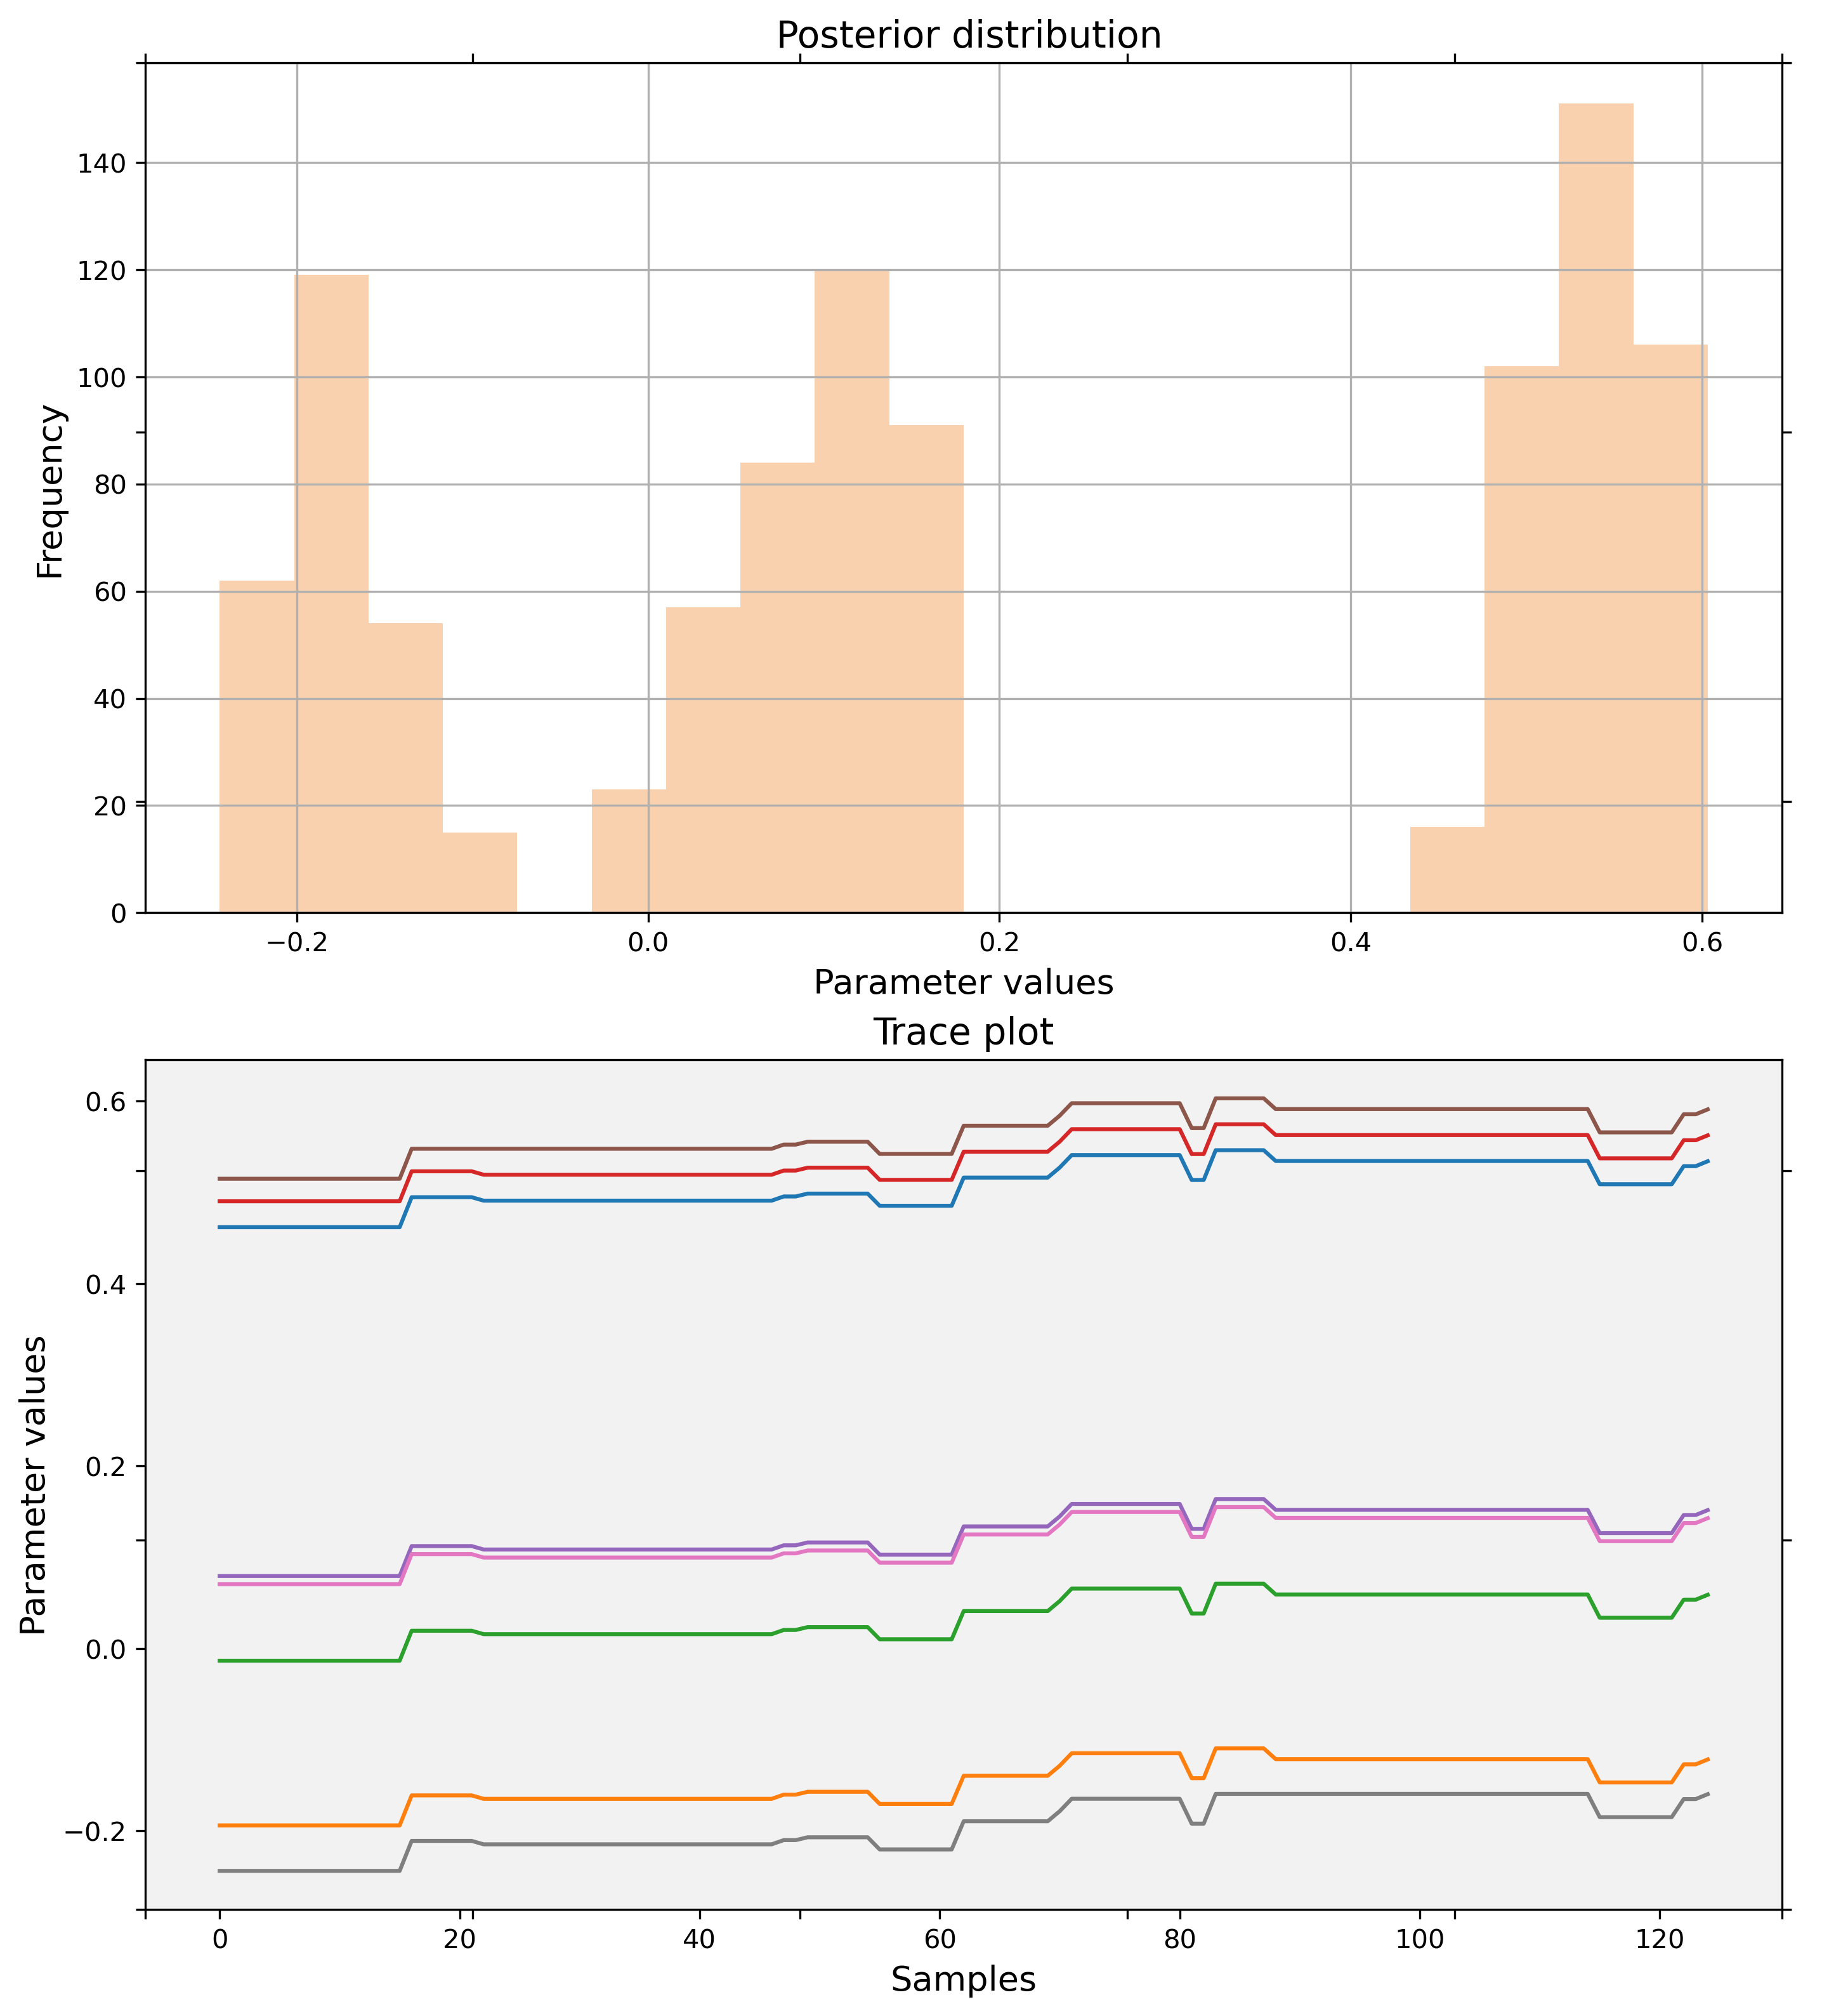 Posterior distribution
140
120
100
80
60
40
20
0
Frequency
−0.2 0.0 0.2 0.4 0.6
Parameter values
Trace plot
0.6
0.4
0.2
0.0
−0.2
Parameter values
0 20 40 60 80 100 120
Samples